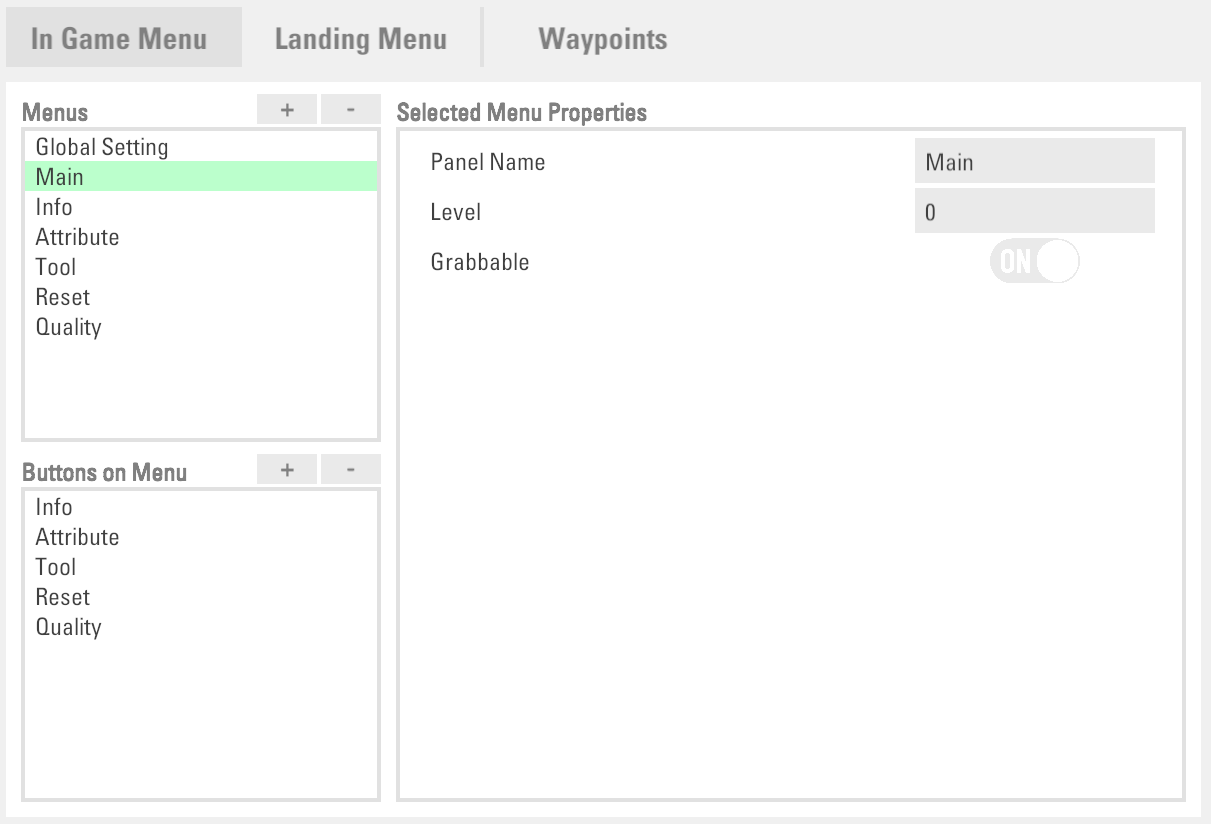 In Game Menu Landing Menu Waypoints
Menus + -
Global Setting
Main
Info
Attribute
Tool
Reset
Quality
Buttons on Menu + -
Info
Attribute
Tool
Reset
Quality
Selected Menu Properties
Panel Name Main
Level 0
Grabbable ON